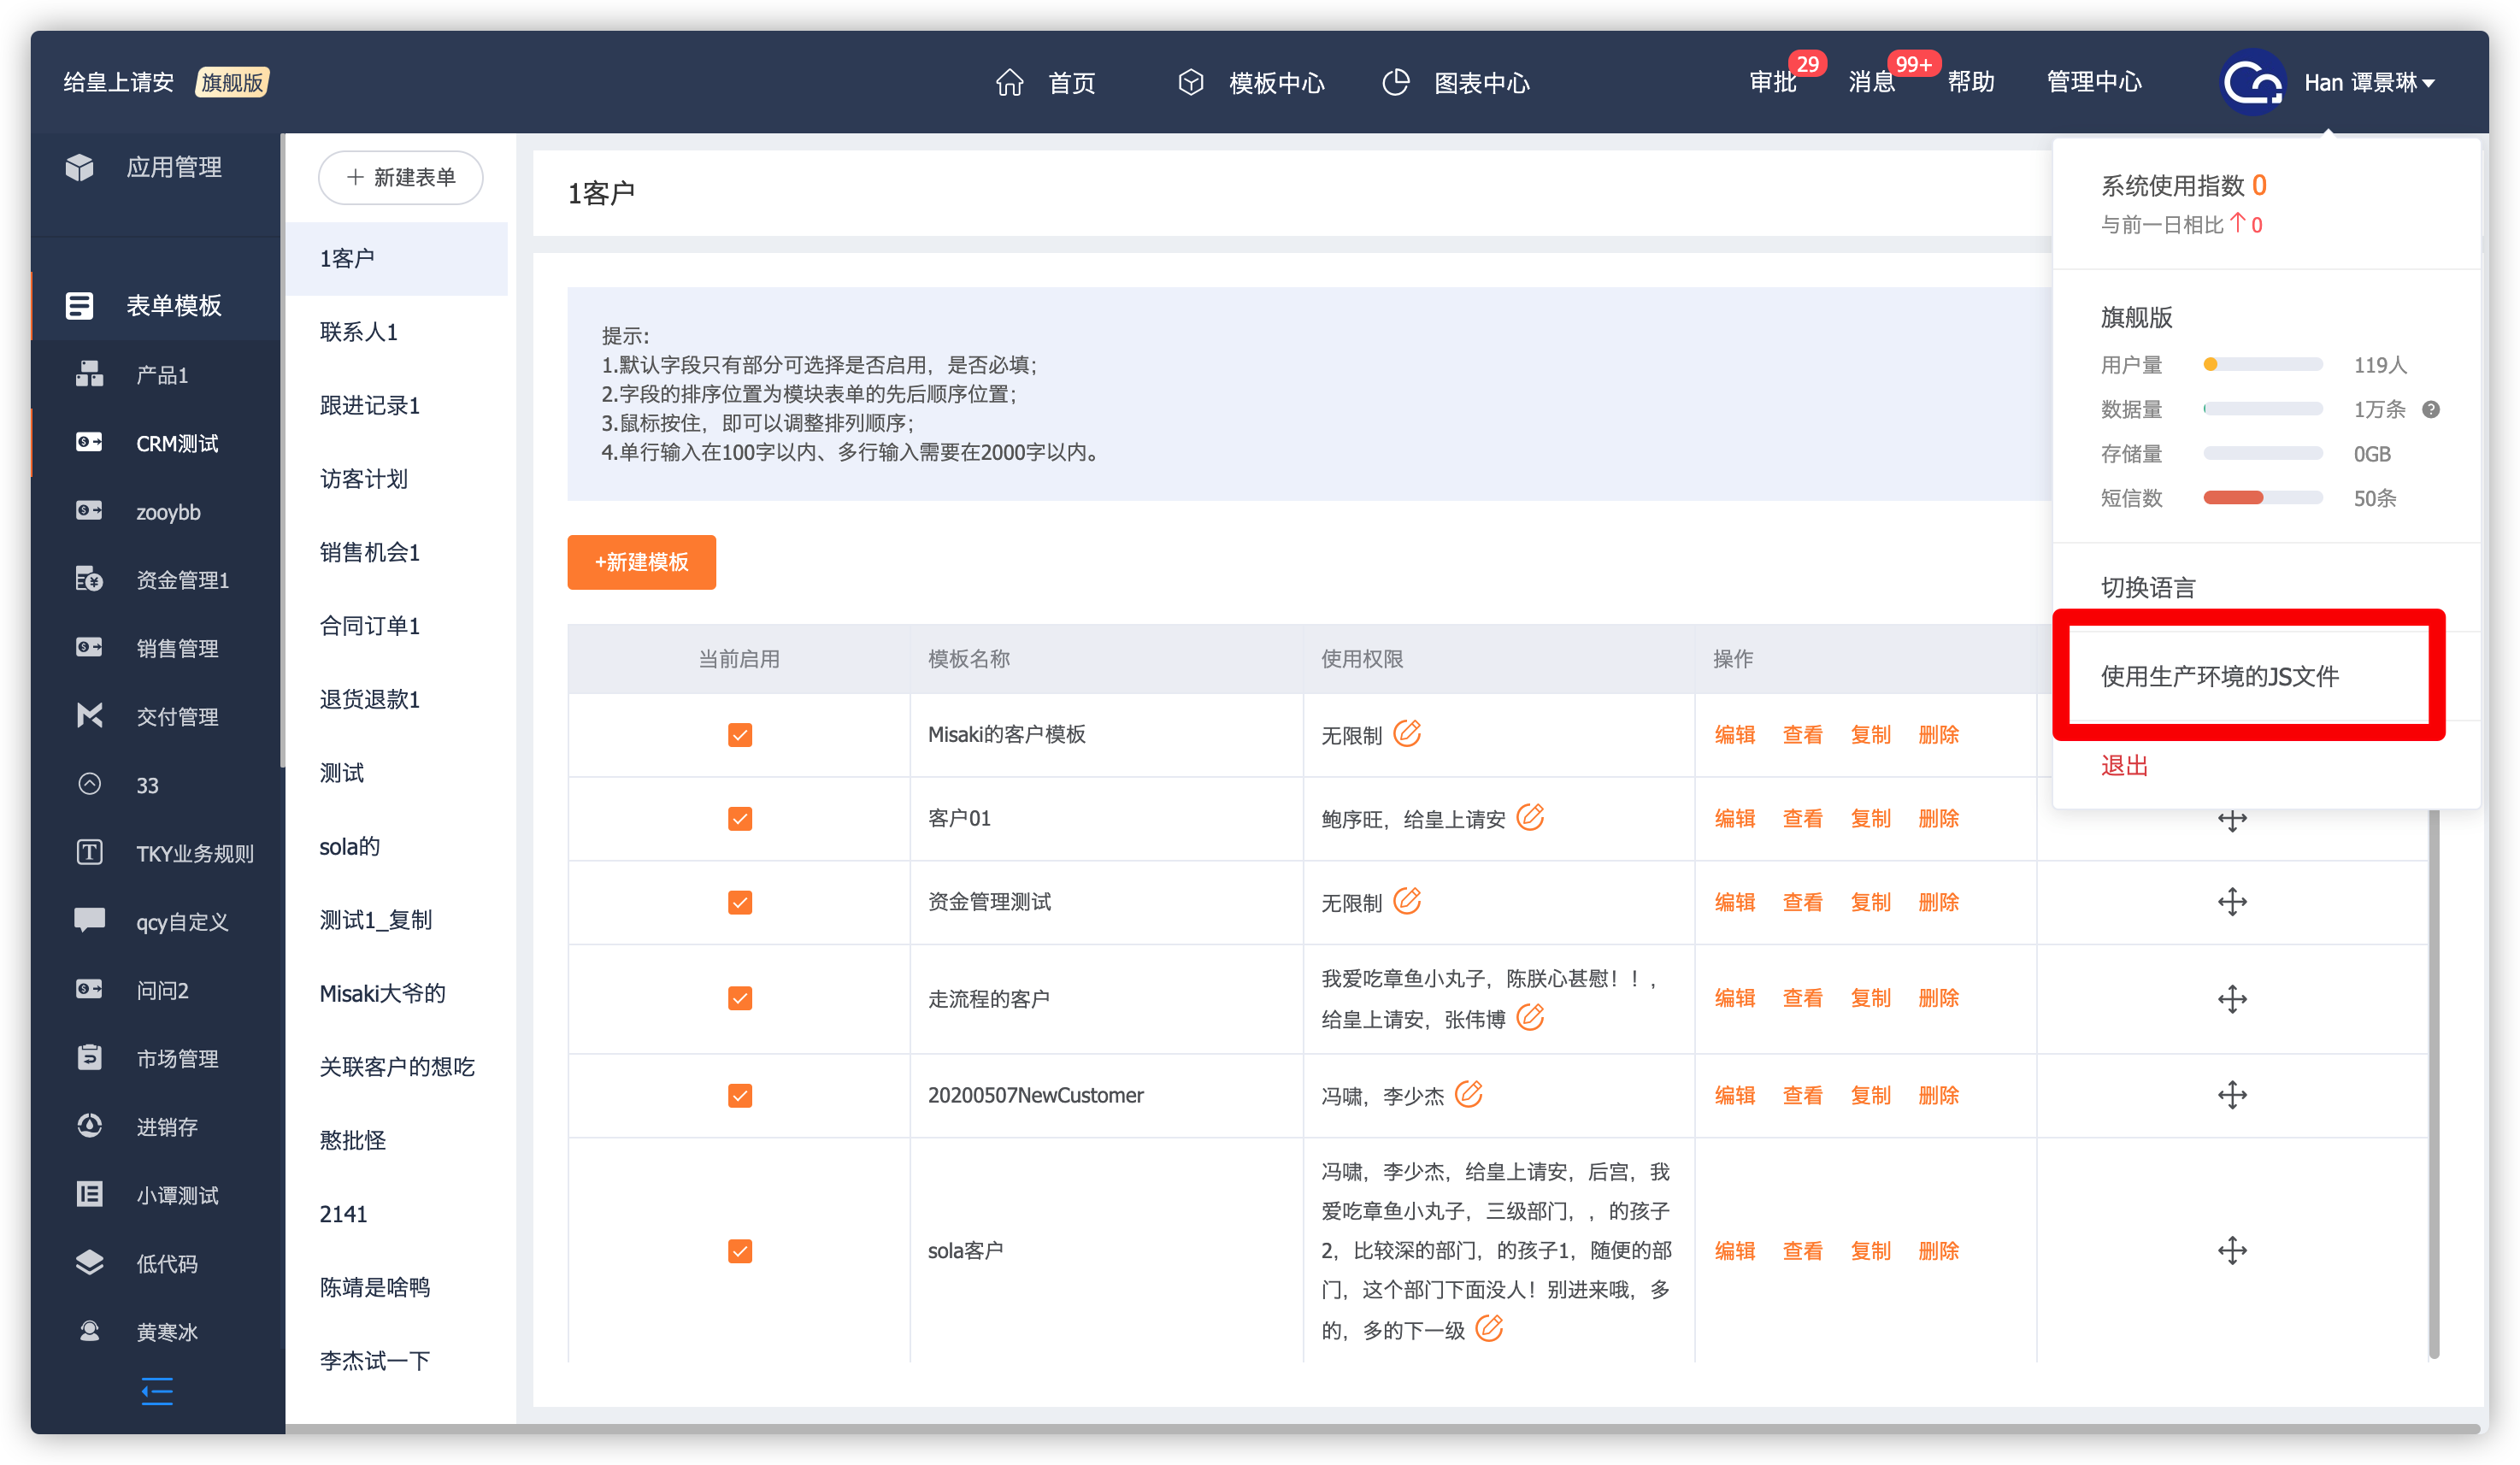 给皇上请安 旗舰版
首页 模板中心 图表中心
审批 29 消息 99+ 帮助 管理中心 Han 谭景琳
应用管理
表单模板
产品1
CRM测试
zooybb
资金管理1
销售管理
交付管理
33
TKY业务规则
qcy自定义
问问2
市场管理
进销存
小谭测试
低代码
黄寒冰
新建表单
1客户
联系人1
跟进记录1
访客计划
销售机会1
合同订单1
退货退款1
测试
sola的
测试1_复制
Misaki大爷的
关联客户的想吃
憨批怪
2141
陈靖是啥鸭
李杰试一下
1客户
提示:
1.默认字段只有部分可选择是否启用，是否必填；
2.字段的排序位置为模块表单的先后顺序位置；
3.鼠标按住，即可以调整排列顺序；
4.单行输入在100字以内、多行输入需要在2000字以内。
+新建模板
当前启用 模板名称 使用权限 操作
Misaki的客户模板 无限制 编辑 查看 复制 删除
客户01 鲍序旺，给皇上请安 编辑 查看 复制 删除
资金管理测试 无限制 编辑 查看 复制 删除
走流程的客户 我爱吃章鱼小丸子，陈朕心甚慰！！，
给皇上请安，张伟博 编辑 查看 复制 删除
20200507NewCustomer 冯啸，李少杰 编辑 查看 复制 删除
sola客户 冯啸，李少杰，给皇上请安，后宫，我
爱吃章鱼小丸子，三级部门，，的孩子
2，比较深的部门，的孩子1，随便的部
门，这个部门下面没人！别进来哦，多
的，多的下一级 编辑 查看 复制 删除
系统使用指数 0
与前一日相比 ↑ 0
旗舰版
用户量 119人
数据量 1万条 ?
存储量 0GB
短信数 50条
切换语言
使用生产环境的JS文件
退出